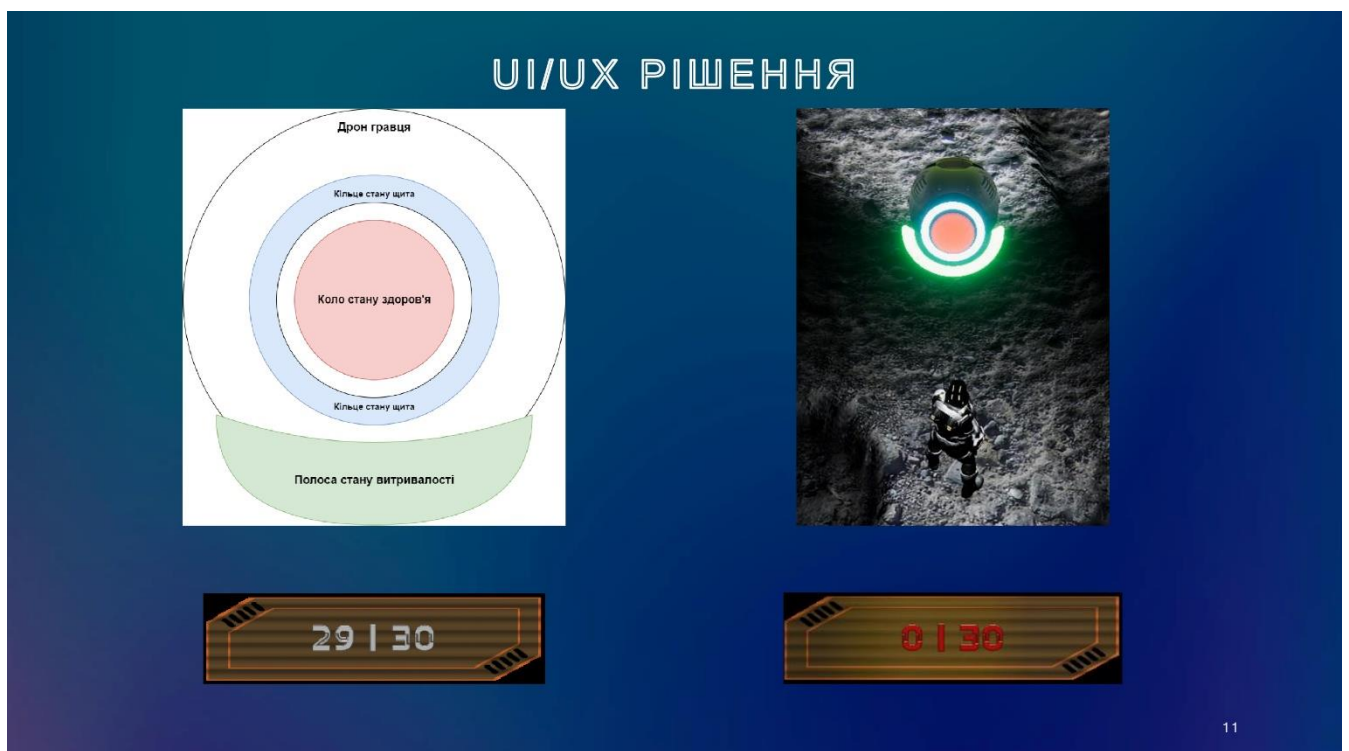 UI/UX РІШЕННЯ
Дрон гравця
Кільце стану щита
Коло стану здоров'я
Кільце стану щита
Полоса стану витривалості
29 | 30
0 | 30
11